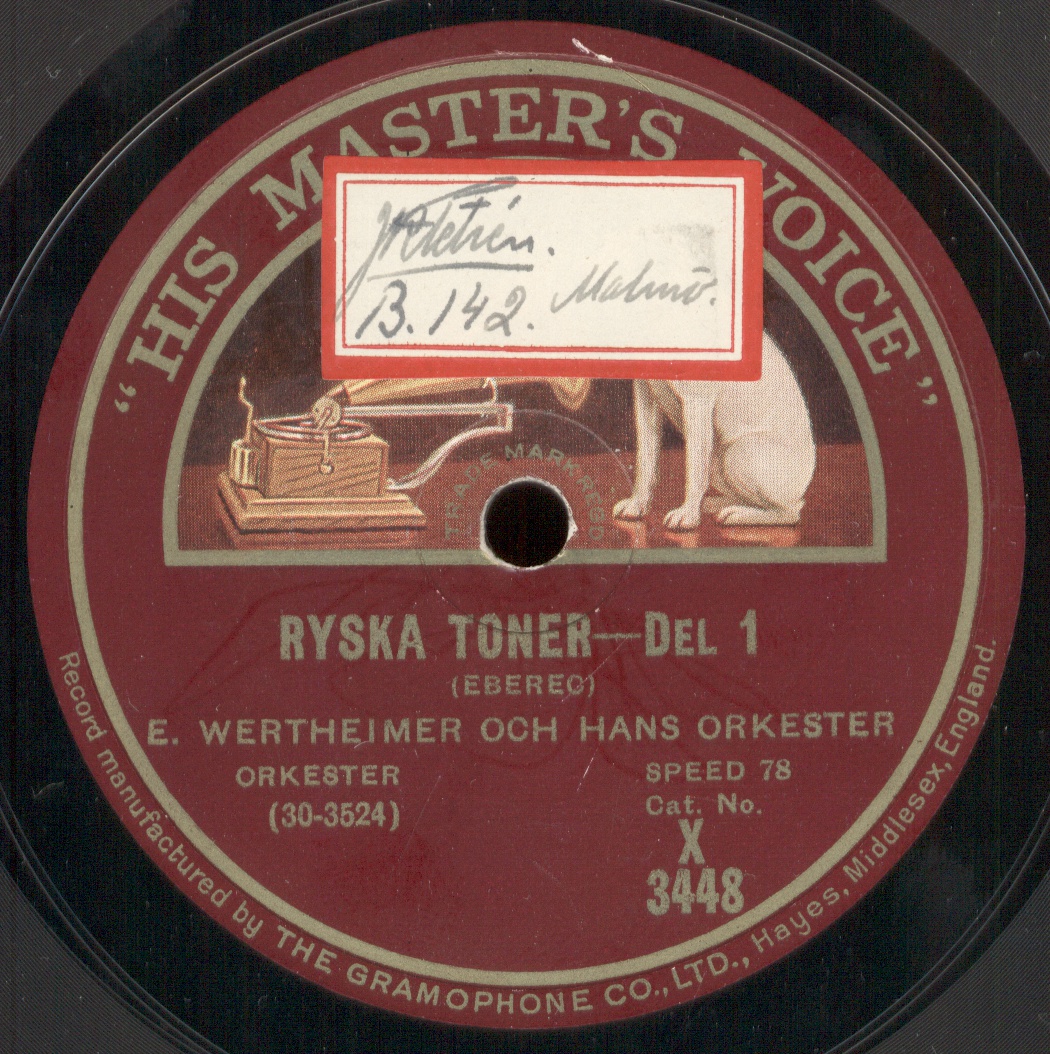 "HIS MASTER'S VOICE"
B. 142. Malmö.
TRADE MARK REGD
RYSKA TONER—DEL 1
(EBEREC)
E. WERTHEIMER OCH HANS ORKESTER
ORKESTER
(30-3524)
SPEED 78
Cat. No.
X
3448
Record manufactured by THE GRAMOPHONE CO., LTD., Hayes, Middlesex, England.